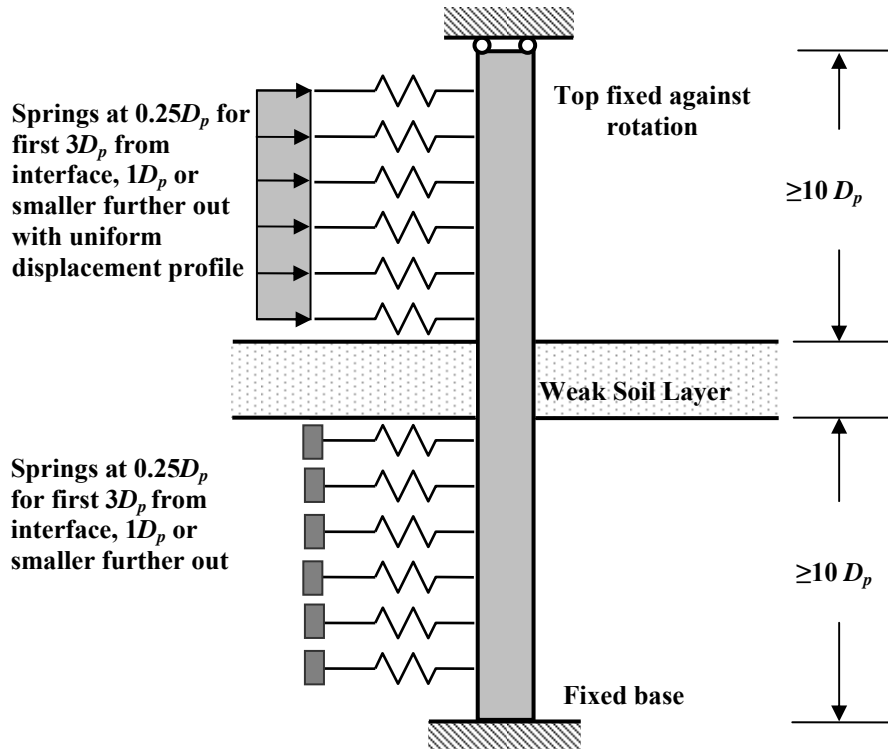 Springs at 0.25Dp for
first 3Dp from
interface, 1Dp or
smaller further out
with uniform
displacement profile
Top fixed against
rotation
≥10 Dp
Weak Soil Layer
Springs at 0.25Dp
for first 3Dp from
interface, 1Dp or
smaller further out
≥10 Dp
Fixed base